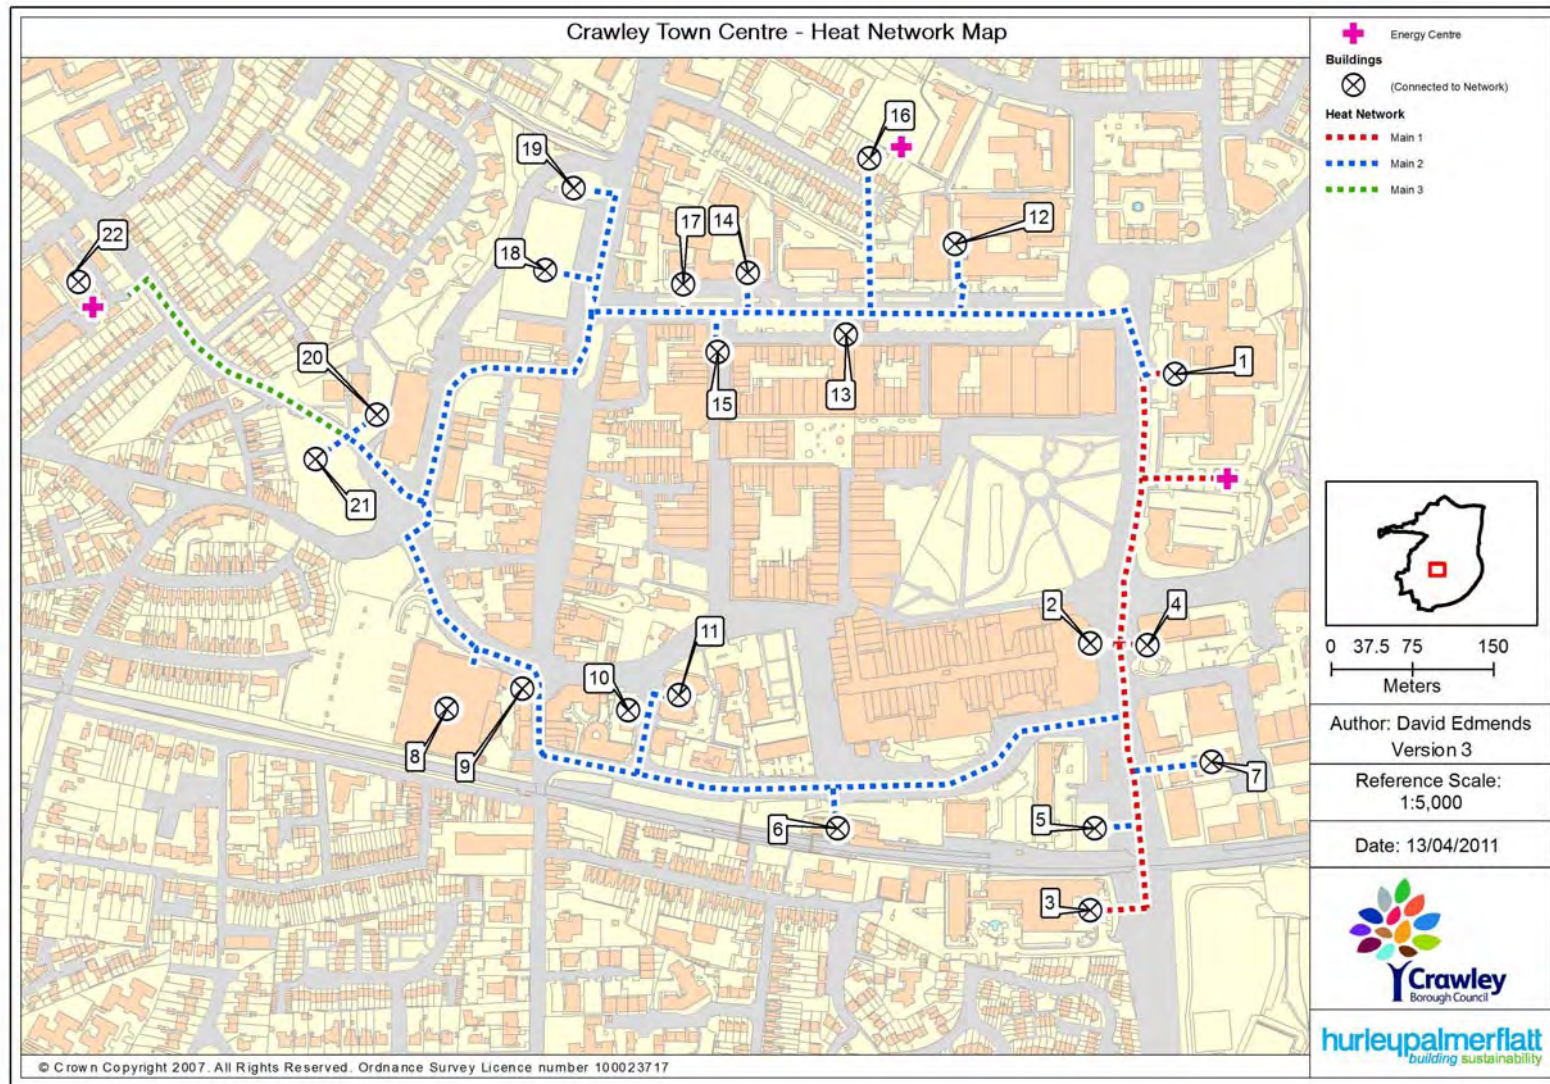 Crawley Town Centre - Heat Network Map
Energy Centre
Buildings
(Connected to Network)
Heat Network
Main 1
Main 2
Main 3
16
19
17
14
12
22
18
20
1
15
13
21
2
4
11
10
8
9
7
6
5
3
0 37.5 75 150
Meters
Author: David Edmends
Version 3
Reference Scale:
1:5,000
Date: 13/04/2011
Crawley
Borough Council
hurleypalmerflatt
building sustainability
© Crown Copyright 2007. All Rights Reserved. Ordnance Survey Licence number 100023717